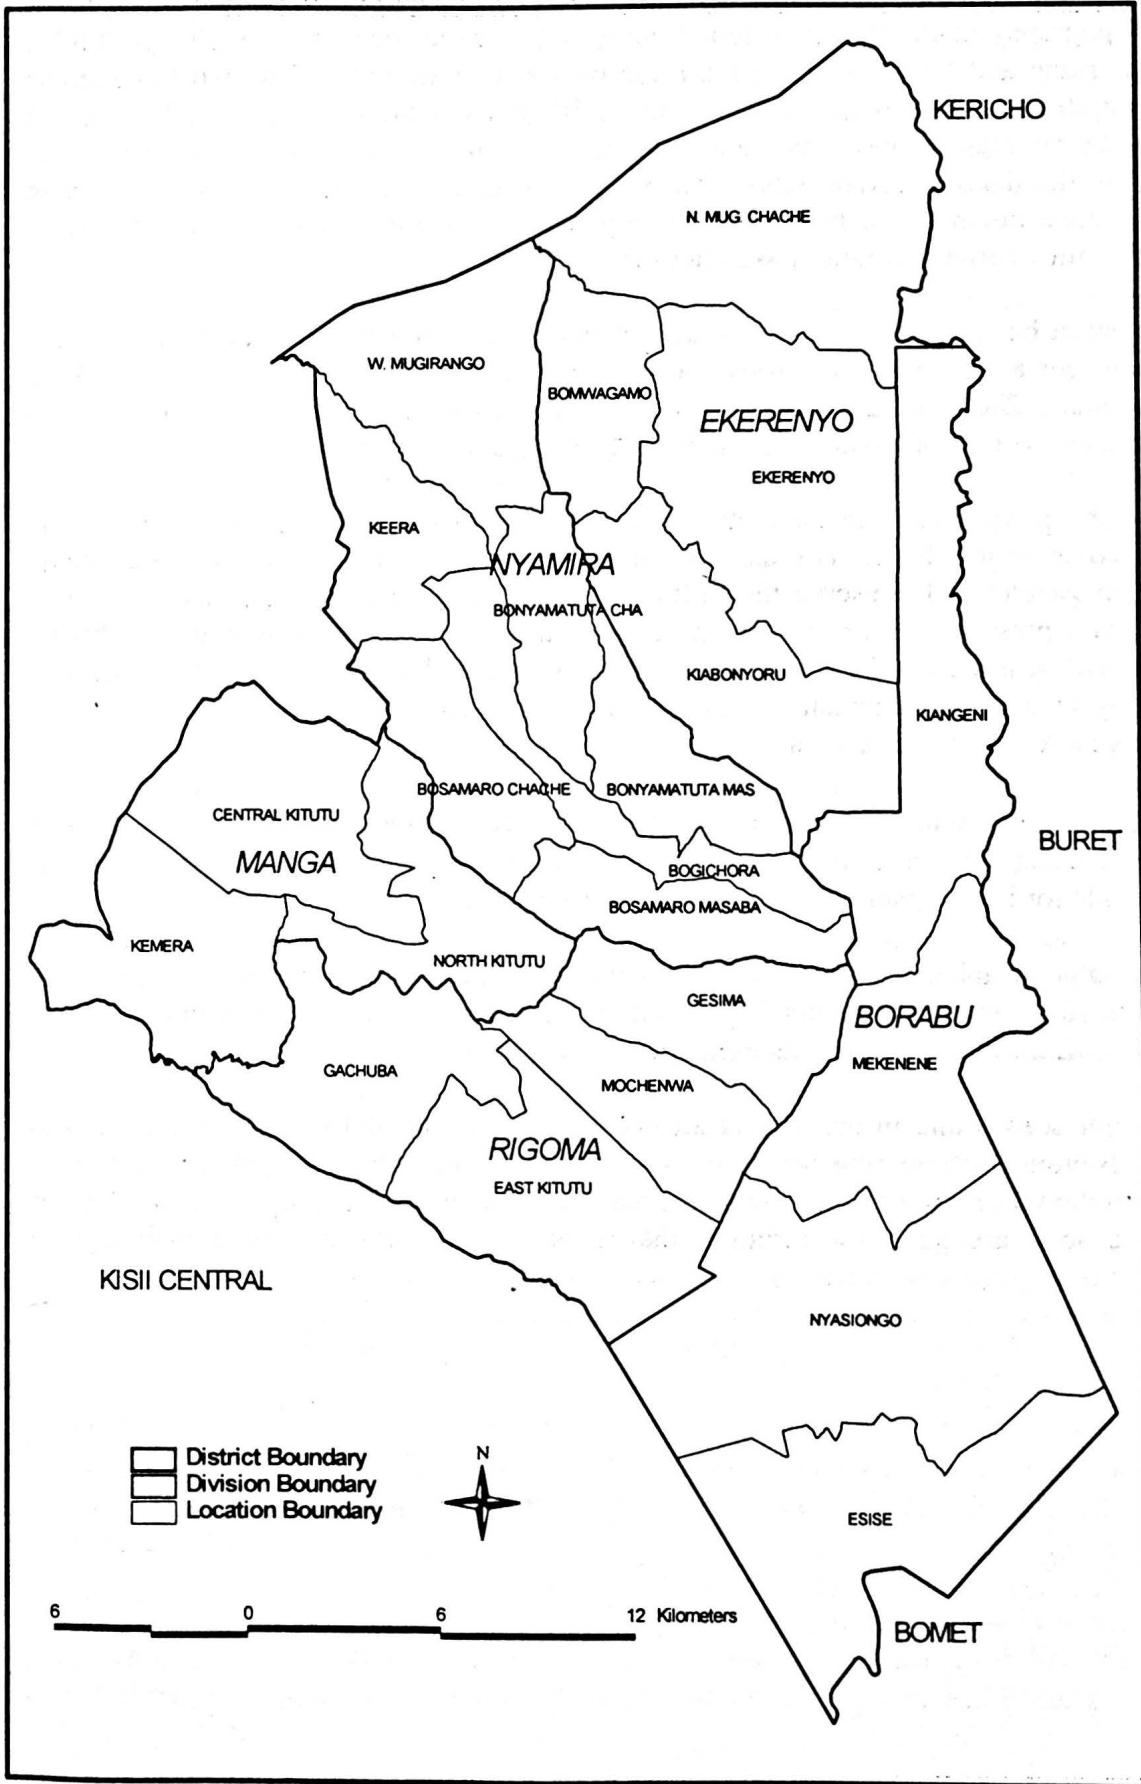 KERICHO
N. MUG. CHACHE
W. MUGIRANGO
BOMWAGAMO
EKERENYO
EKERENYO
KEERA
NYAMIRA
BONYAMATUTA CHA
KIABONYORU
KIANGENI
BOSAMARO CHACHE
BONYAMATUTA MAS
CENTRAL KITUTU
BURET
MANGA
BOGICHORA
BOSAMARO MASABA
KEMERA
NORTH KITUTU
GESIMA
BORABU
MEKENENE
GACHUBA
MOCHENWA
RIGOMA
EAST KITUTU
KISII CENTRAL
NYASIONGO
District Boundary
Division Boundary
Location Boundary
N
ESISE
6 0 6 12 Kilometers
BOMET